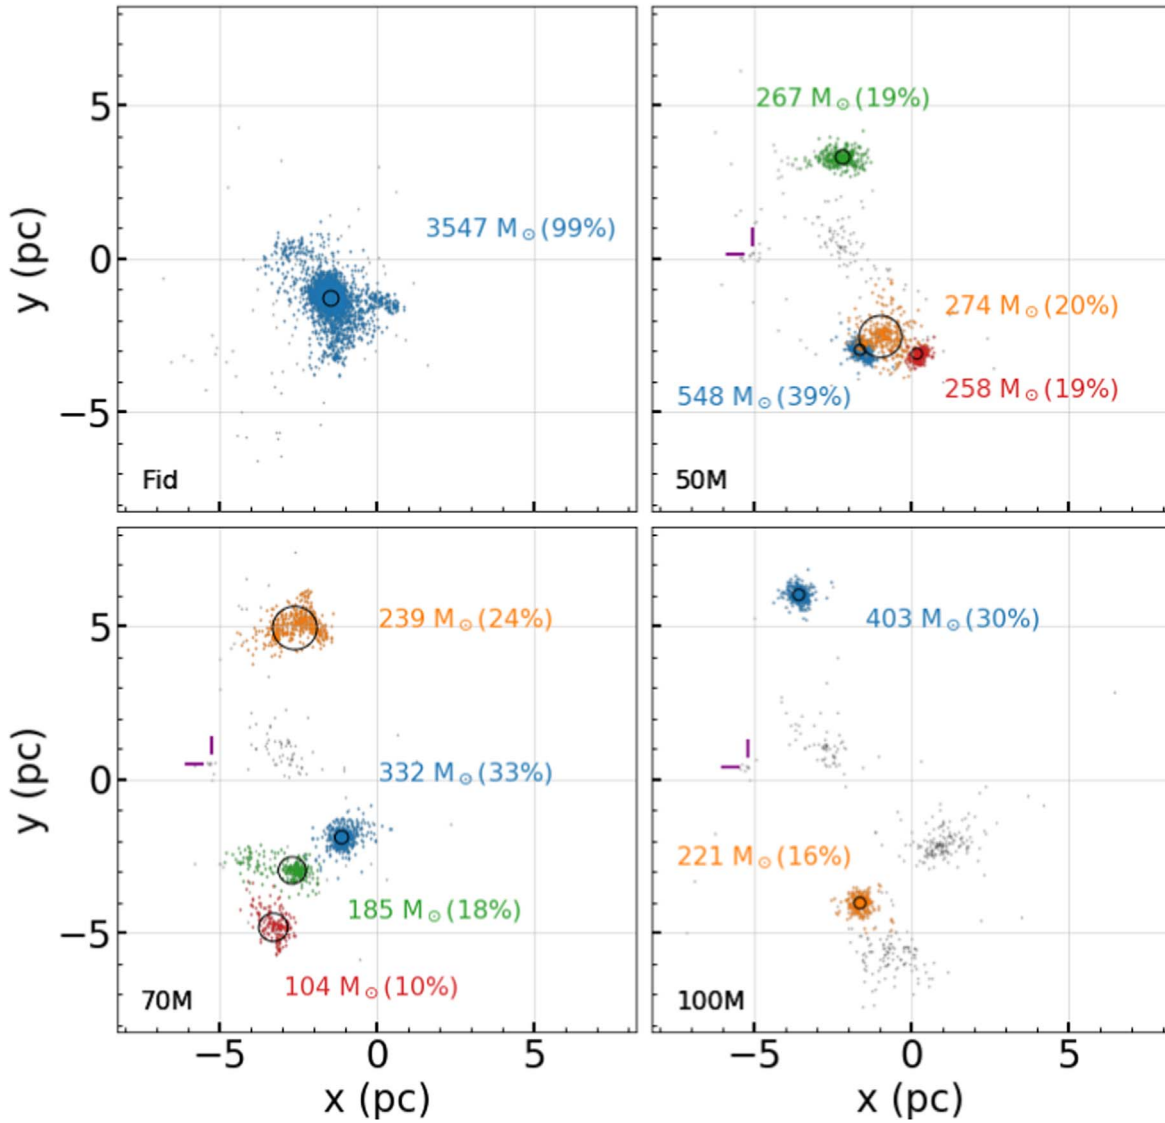 5
0
−5
y (pc)
3547 M⊙(99%)
Fid
267 M⊙(19%)
274 M⊙(20%)
548 M⊙(39%)
258 M⊙(19%)
50M
5
0
−5
y (pc)
239 M⊙(24%)
332 M⊙(33%)
185 M⊙(18%)
104 M⊙(10%)
70M
403 M⊙(30%)
221 M⊙(16%)
100M
−5 0 5
x (pc)
−5 0 5
x (pc)